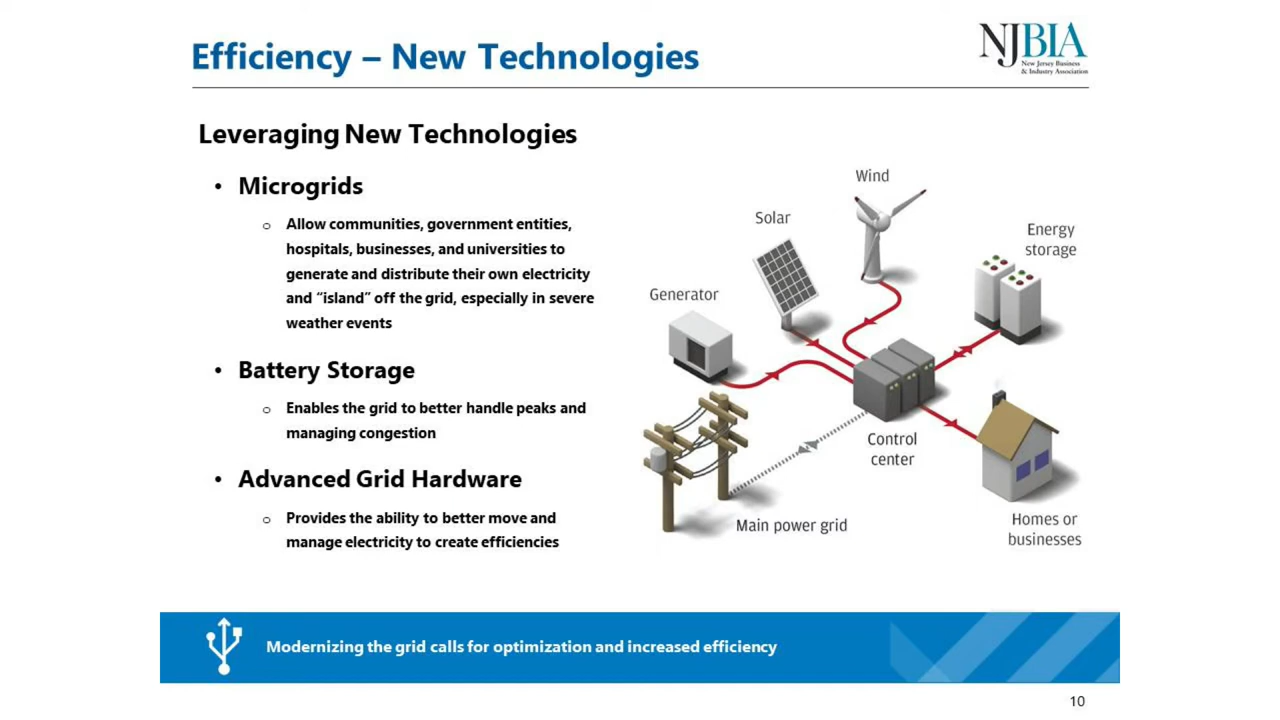 Efficiency – New Technologies
NJBIA
New Jersey Business
& Industry Association
Leveraging New Technologies
• Microgrids
o Allow communities, government entities,
hospitals, businesses, and universities to
generate and distribute their own electricity
and “island” off the grid, especially in severe
weather events
• Battery Storage
o Enables the grid to better handle peaks and
managing congestion
• Advanced Grid Hardware
o Provides the ability to better move and
manage electricity to create efficiencies
Wind
Solar
Energy
storage
Generator
Control
center
Main power grid
Homes or
businesses
Modernizing the grid calls for optimization and increased efficiency
10